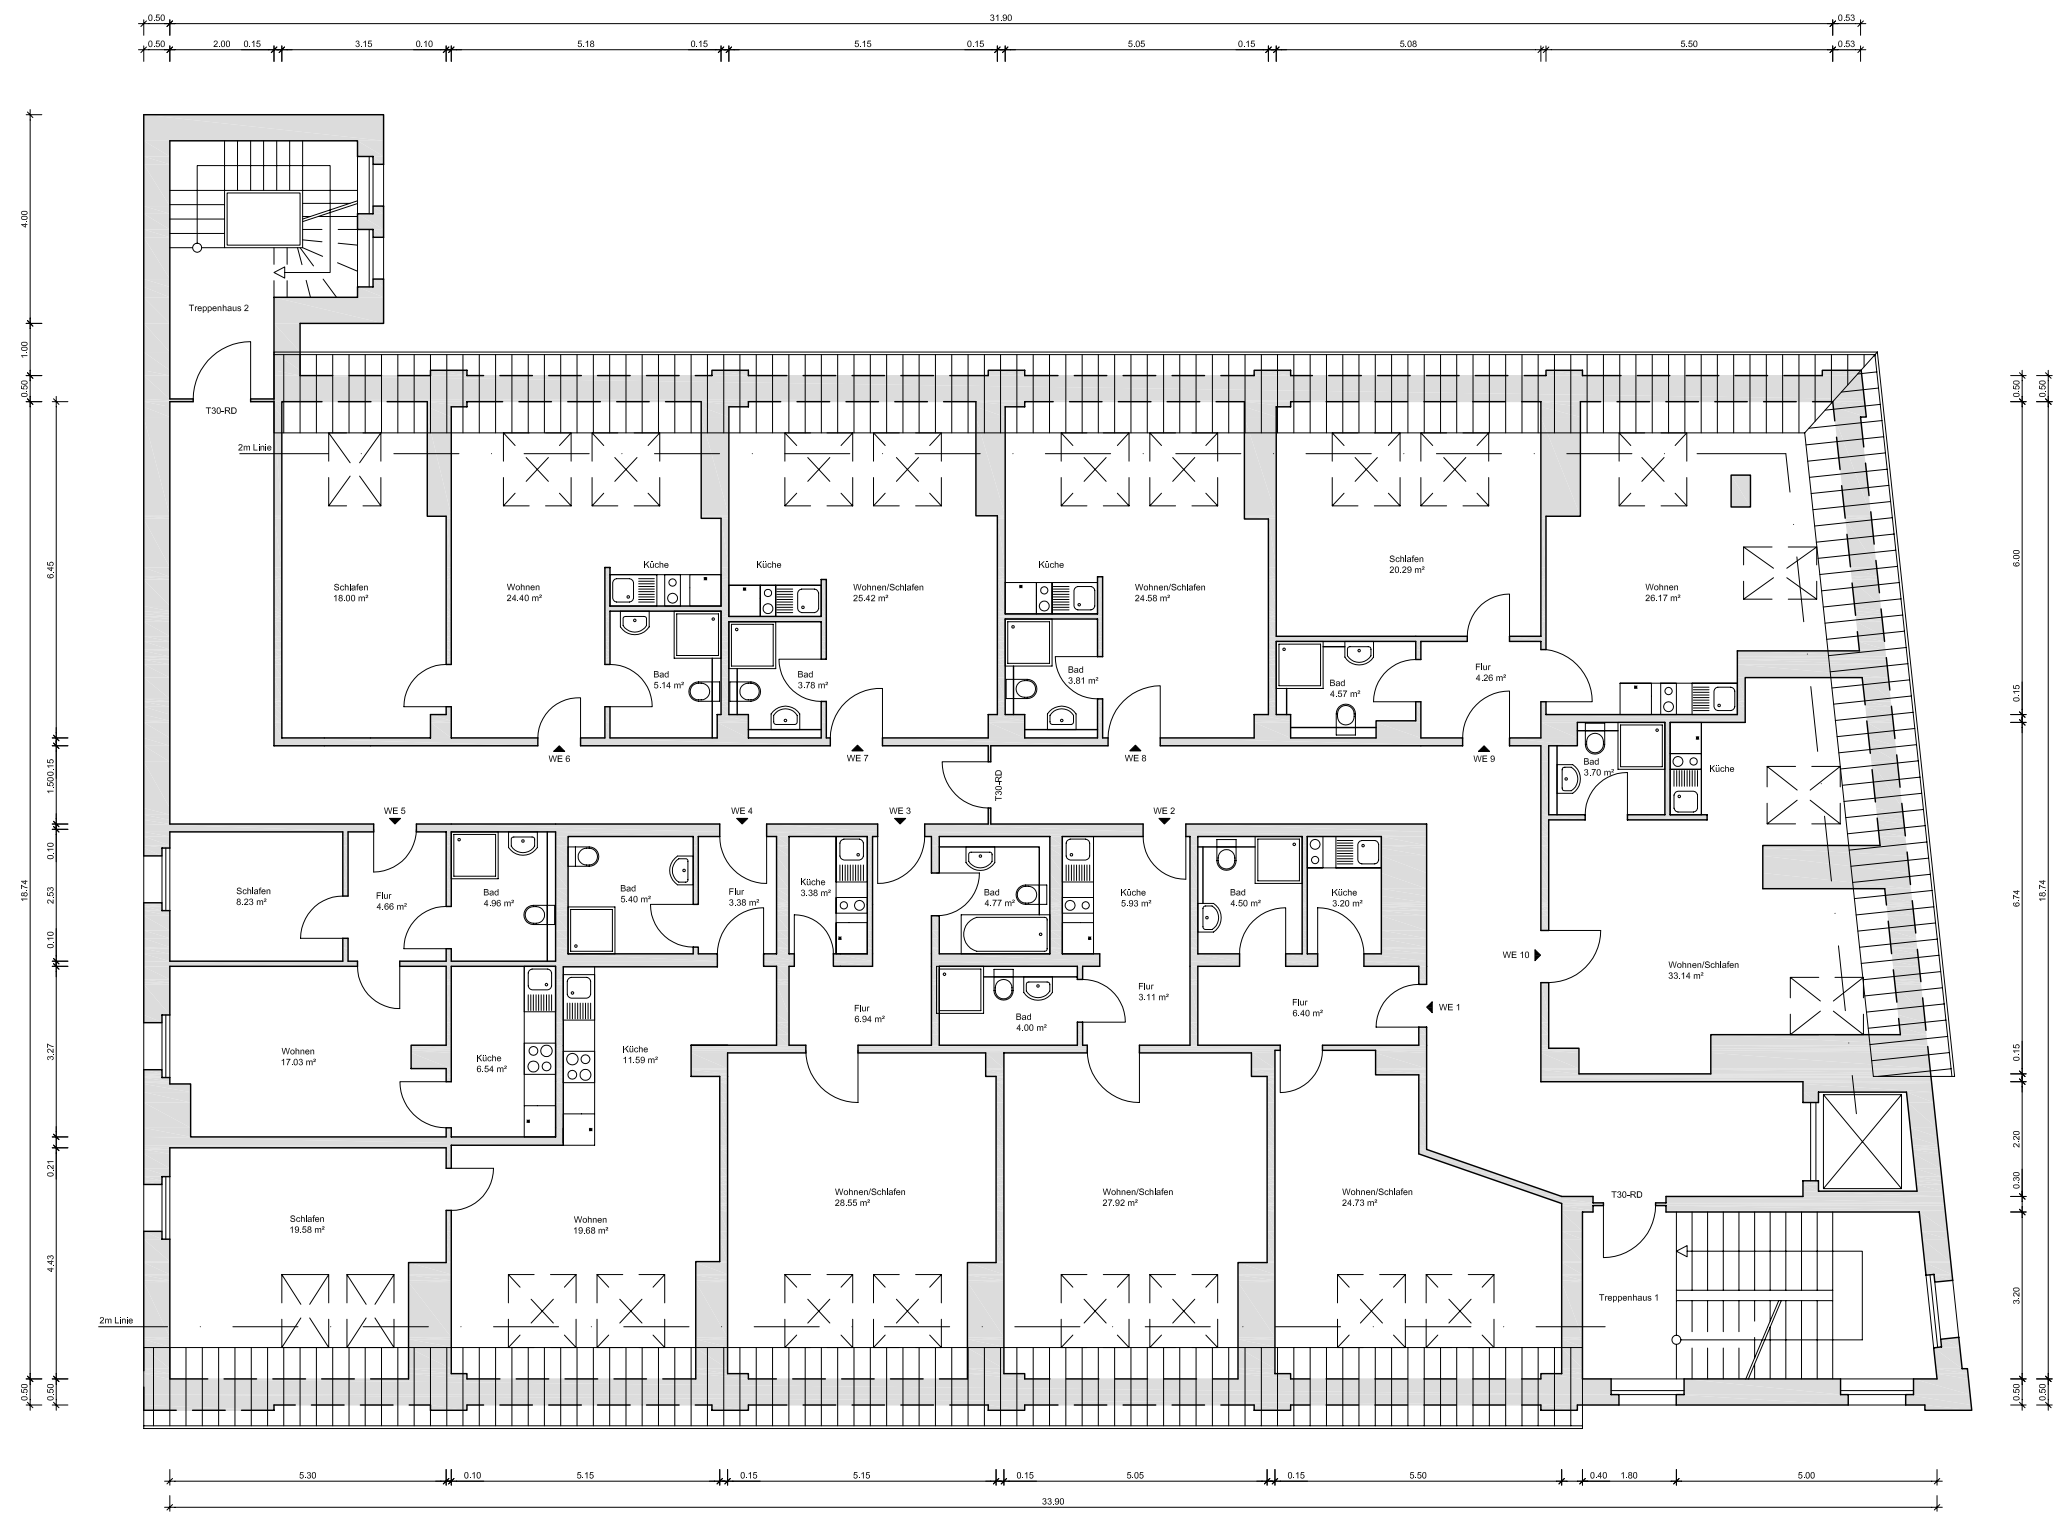 0.50
31.90
0.53
0.50
2.00
0.15
3.15
0.10
5.18
0.15
5.15
0.15
5.05
0.15
5.08
5.50
0.53
4.00
1.00
0.50
6.45
18.74
0.15
1.50
0.10
2.53
0.10
3.27
0.21
4.43
0.50
0.50
Treppenhaus 2
T30-RD
2m Linie
Schlafen
18.00 m²
Wohnen
24.40 m²
Küche
Bad
5.14 m²
Küche
Wohnen/Schlafen
25.42 m²
Bad
3.78 m²
Küche
Wohnen/Schlafen
24.58 m²
Bad
3.81 m²
Schlafen
20.29 m²
Bad
4.57 m²
Flur
4.26 m²
Wohnen
26.17 m²
WE 6
WE 7
T30-RD
WE 8
WE 9
Bad
3.70 m²
Küche
WE 5
WE 4
WE 3
WE 2
Schlafen
8.23 m²
Flur
4.66 m²
Bad
4.96 m²
Bad
5.40 m²
Flur
3.38 m²
Küche
3.38 m²
Bad
4.77 m²
Küche
5.93 m²
Bad
4.50 m²
Küche
3.20 m²
WE 10
Wohnen/Schlafen
33.14 m²
Wohnen
17.03 m²
Küche
6.54 m²
Küche
11.59 m²
Flur
6.94 m²
Bad
4.00 m²
Flur
3.11 m²
Flur
6.40 m²
WE 1
Schlafen
19.58 m²
Wohnen
19.68 m²
Wohnen/Schlafen
28.55 m²
Wohnen/Schlafen
27.92 m²
Wohnen/Schlafen
24.73 m²
T30-RD
Treppenhaus 1
2m Linie
0.50
0.50
6.00
0.15
6.74
18.74
0.15
2.20
0.30
3.20
0.50
0.50
5.30
0.10
5.15
0.15
5.15
0.15
5.05
0.15
5.50
0.40
1.80
5.00
33.90